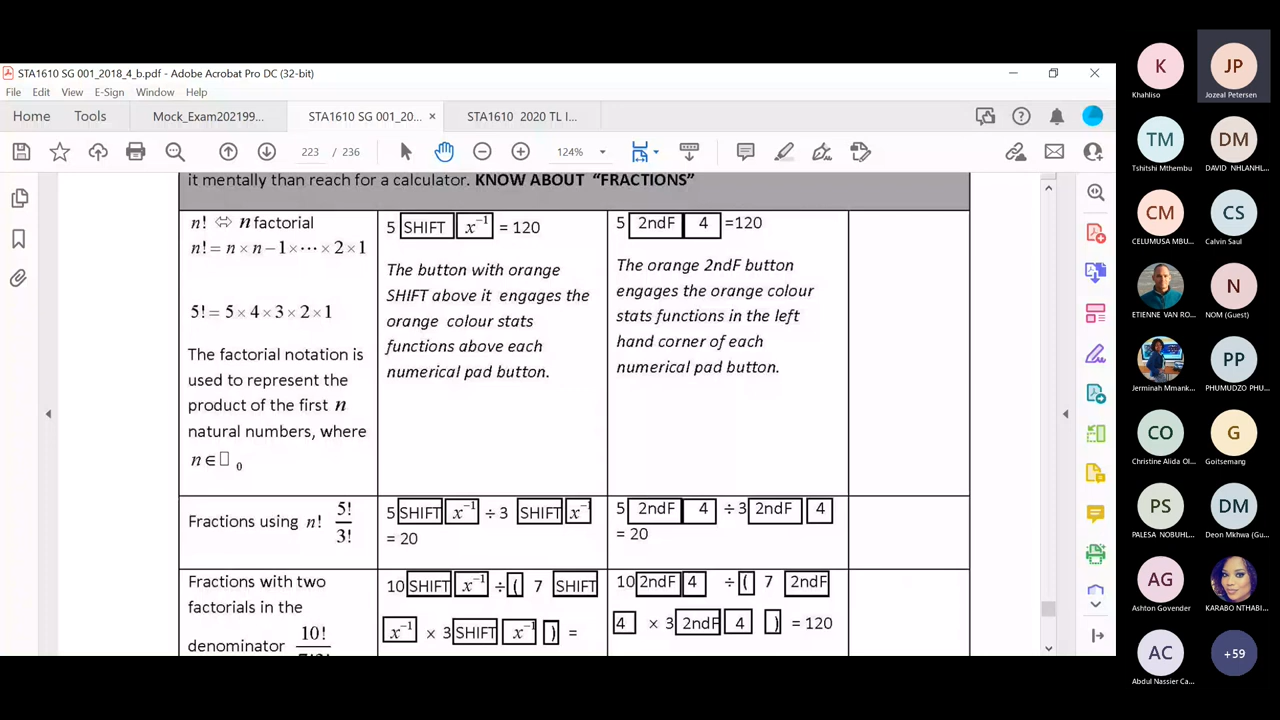 STA1610 SG 001_2018_4_b.pdf - Adobe Acrobat Pro DC (32-bit)
File Edit View E-Sign Window Help
Home Tools Mock_Exam202199... STA1610 SG 001_20... × STA1610 2020 TL I...
223 / 236 124%
it mentally than reach for a calculator. KNOW ABOUT “FRACTIONS”
n! ⇔ n factorial
n! = n × n − 1 × ⋯ × 2 × 1
5! = 5 × 4 × 3 × 2 × 1
The factorial notation is
used to represent the
product of the first n
natural numbers, where
n ∈ □ 0
5 SHIFT x⁻¹ = 120
The button with orange
SHIFT above it engages the
orange colour stats
functions above each
numerical pad button.
5 2ndF 4 =120
The orange 2ndF button
engages the orange colour
stats functions in the left
hand corner of each
numerical pad button.
Fractions using n! 5!/3!
5 SHIFT x⁻¹ ÷ 3 SHIFT x⁻¹
= 20
5 2ndF 4 ÷ 3 2ndF 4
= 20
Fractions with two
factorials in the
denominator 10!
10 SHIFT x⁻¹ ÷ ( 7 SHIFT
x⁻¹ × 3 SHIFT x⁻¹ ) =
10 2ndF 4 ÷ ( 7 2ndF
4 × 3 2ndF 4 ) = 120
K JP
Khahliso Jozeal Petersen
TM DM
Tshitshi Mthembu DAVID NHLANHL...
CM CS
CELUMUSA MBU... Calvin Saul
N
ETIENNE VAN RO... NOM (Guest)
PP
Jerminah Mmank... PHUMUDZO PHU...
CO G
Christine Alida Ol... Goitsemang
PS DM
PALESA NOBUHL... Deon Mkhwa (Gu...
AG
Ashton Govender KARABO NTHABI...
AC +59
Abdul Nassier Ca...